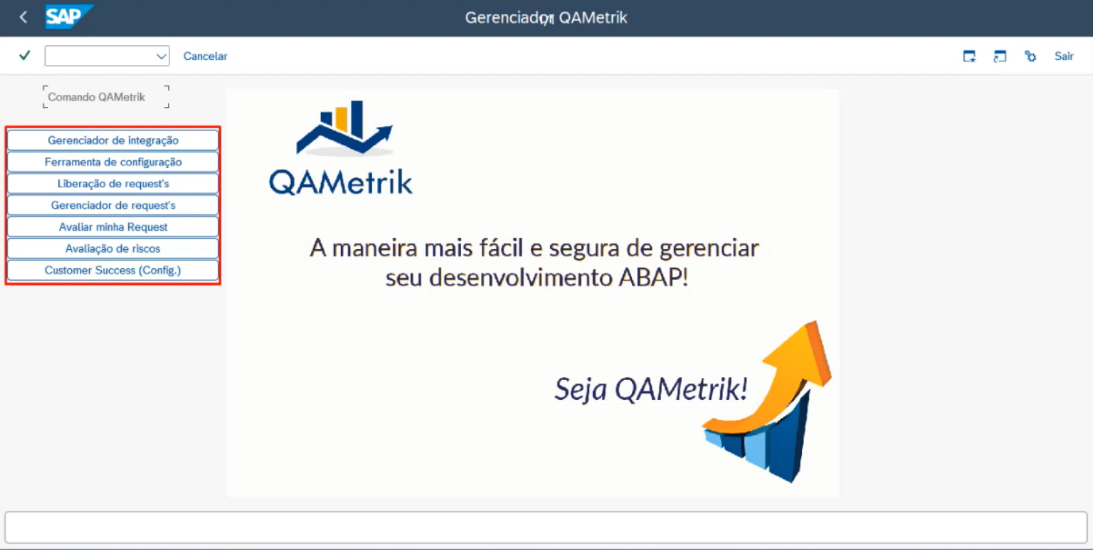 SAP
Gerenciador QAMetrik
Cancelar
Sair
Comando QAMetrik
Gerenciador de integração
Ferramenta de configuração
Liberação de request's
Gerenciador de request's
Avaliar minha Request
Avaliação de riscos
Customer Success (Config.)
QAMetrik
A maneira mais fácil e segura de gerenciar
seu desenvolvimento ABAP!
Seja QAMetrik!